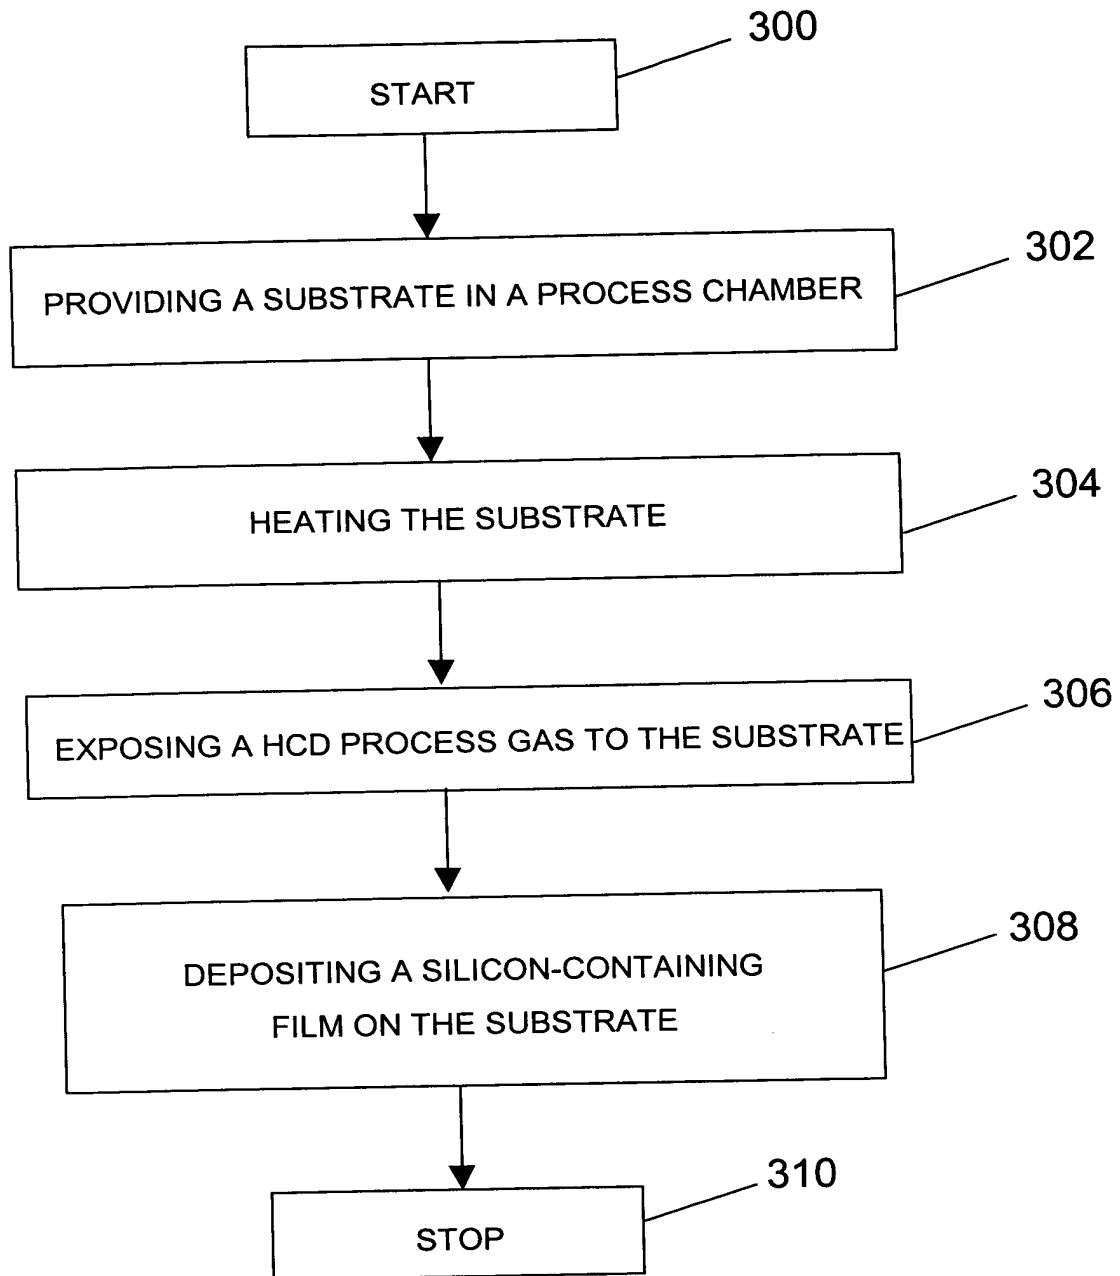 300
START
302
PROVIDING A SUBSTRATE IN A PROCESS CHAMBER
304
HEATING THE SUBSTRATE
306
EXPOSING A HCD PROCESS GAS TO THE SUBSTRATE
308
DEPOSITING A SILICON-CONTAINING
FILM ON THE SUBSTRATE
310
STOP